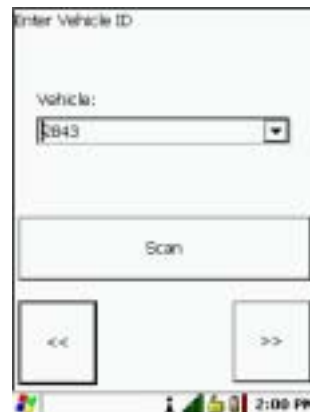 Enter Vehicle ID
Vehicle:
2843
Scan
<< >>
2:00 PM